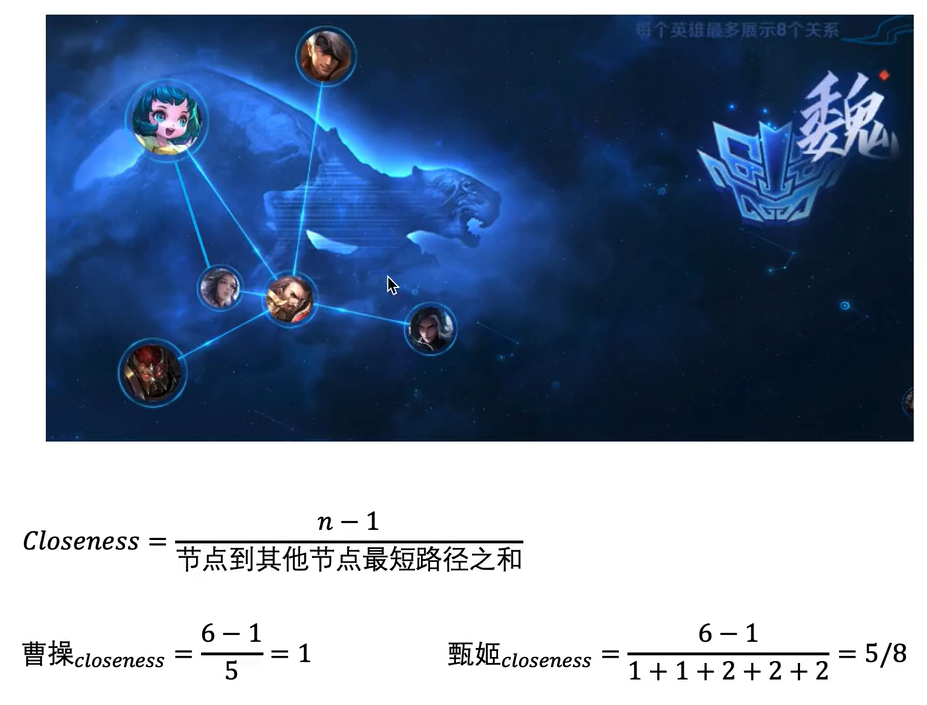 每个英雄最多展示8个关系
魏
Closeness = \frac{n-1}{节点到其他节点最短路径之和}
曹操_{closeness} = \frac{6-1}{5} = 1
甄姬_{closeness} = \frac{6-1}{1+1+2+2+2} = 5/8